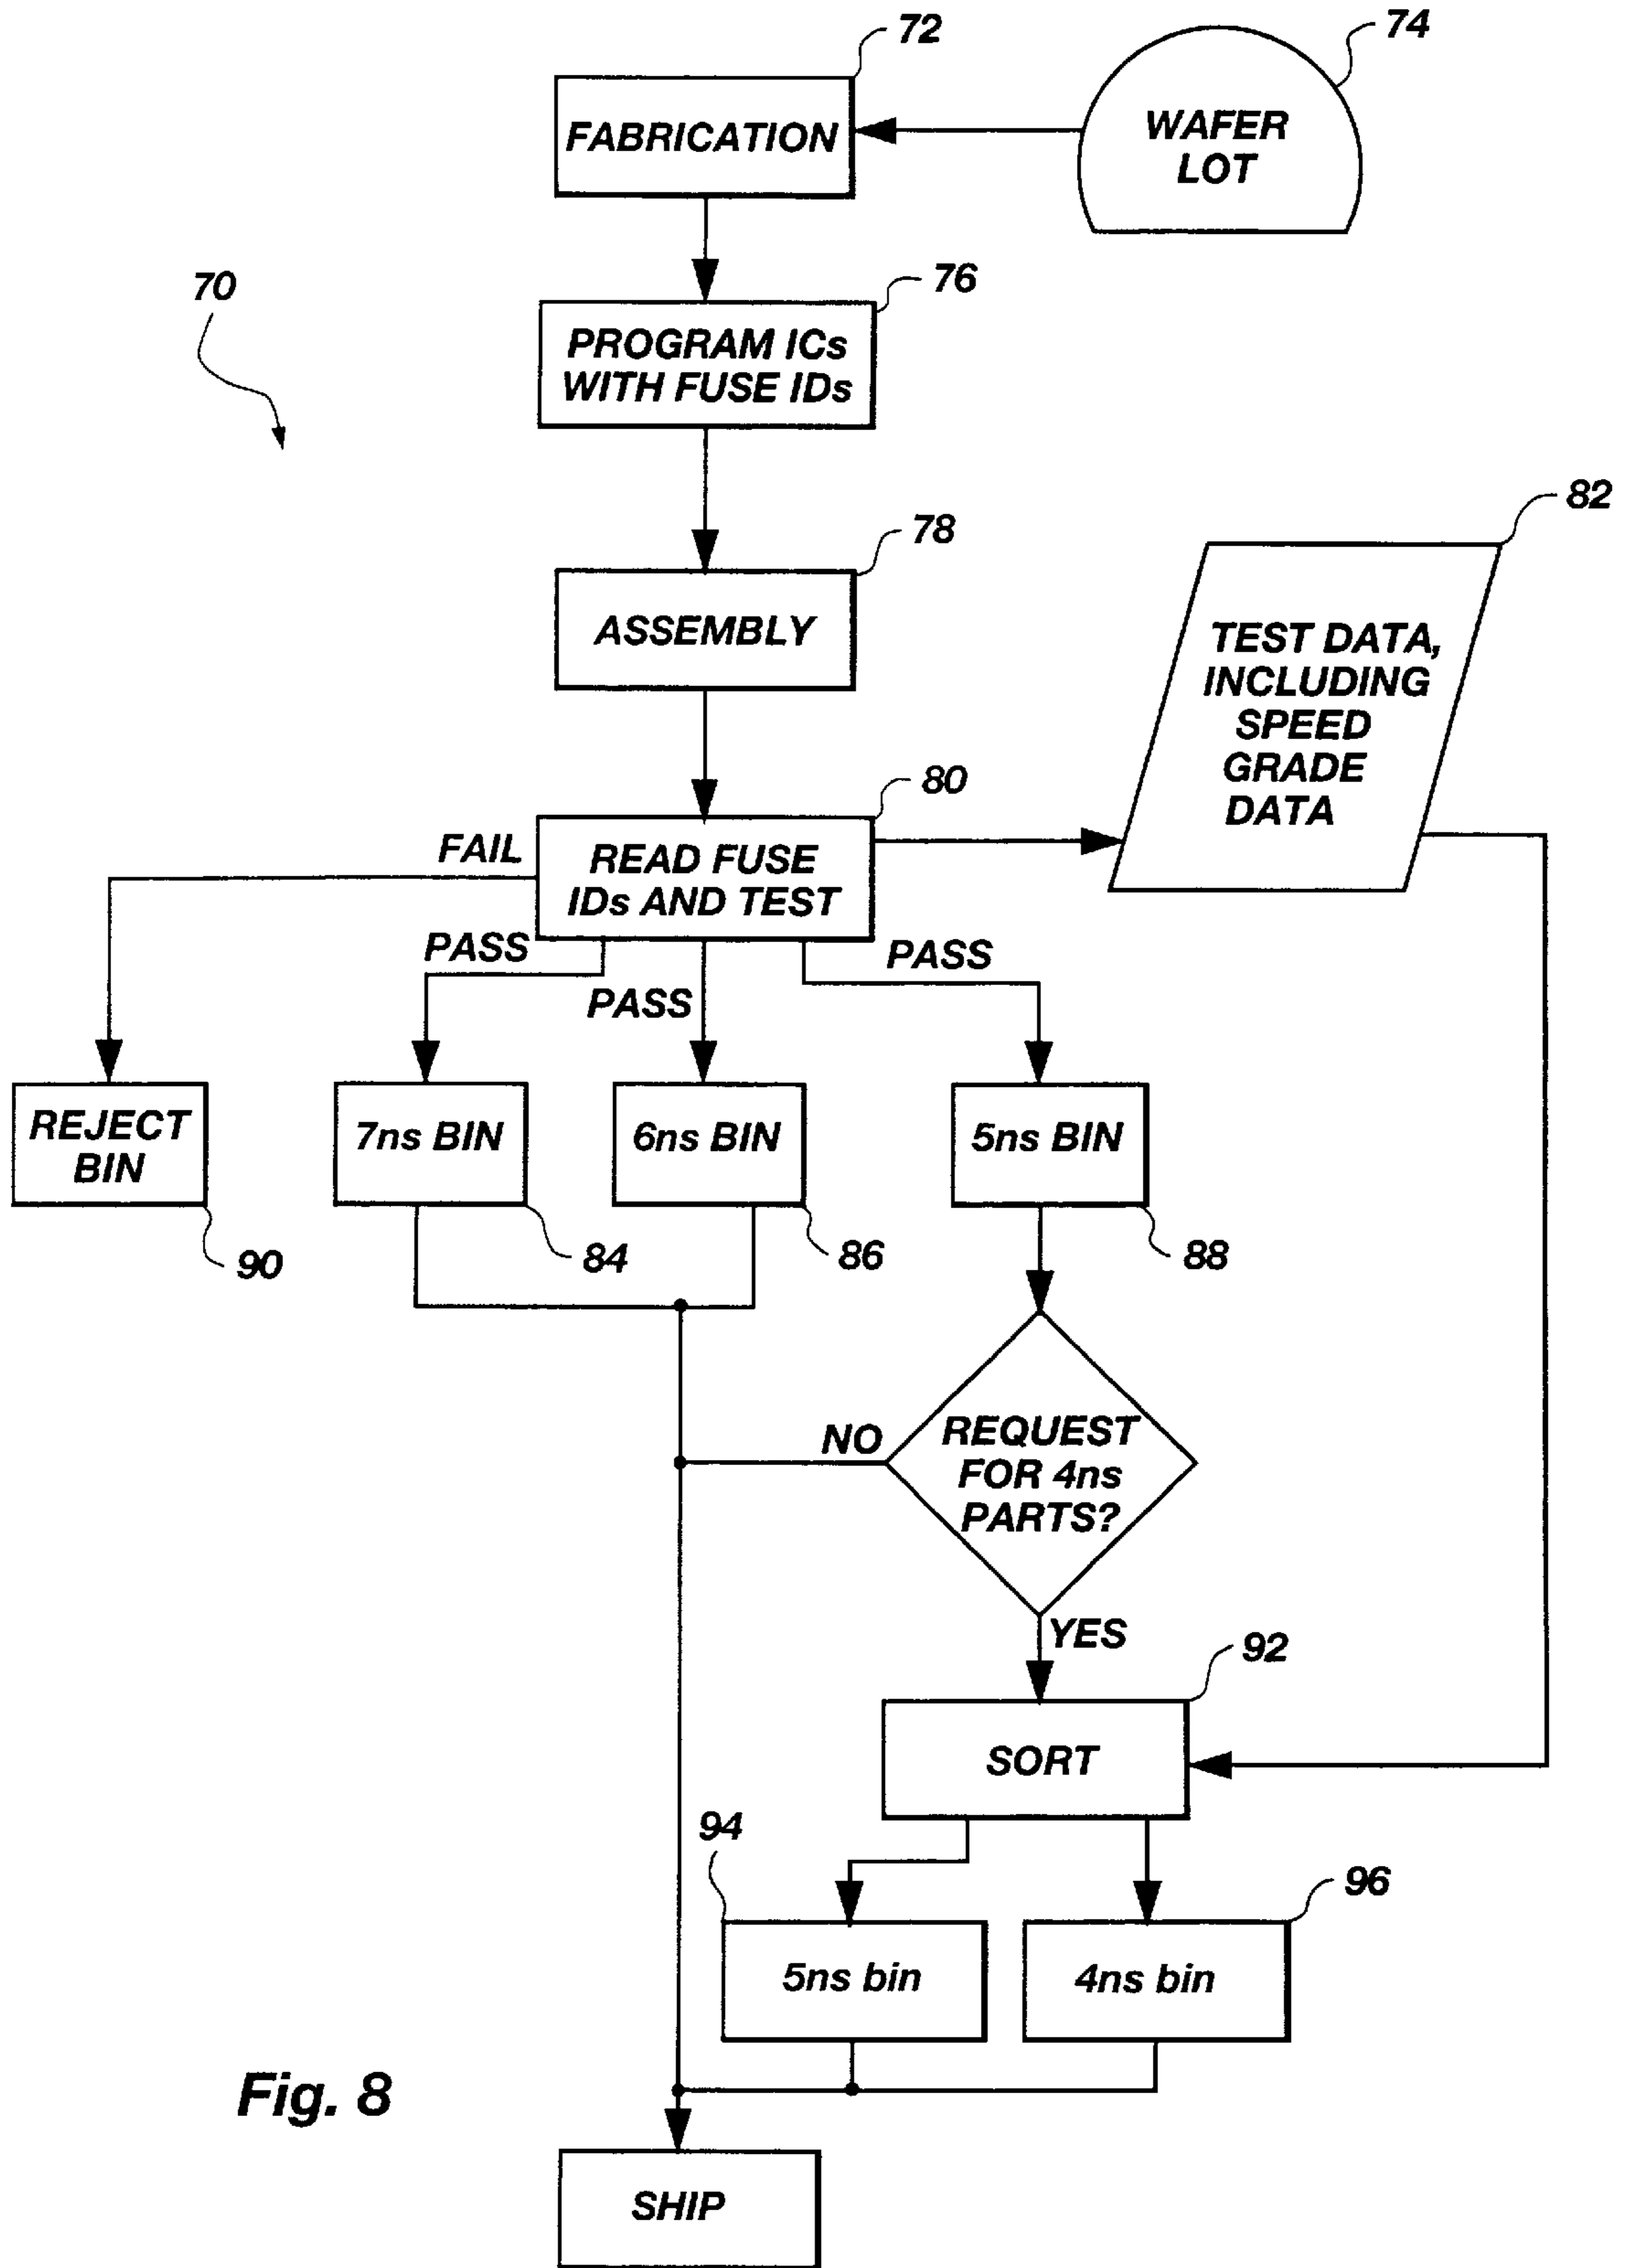 72
74
FABRICATION
WAFER
LOT
70
76
PROGRAM ICs
WITH FUSE IDs
82
78
ASSEMBLY
TEST DATA,
INCLUDING
SPEED
GRADE
DATA
80
FAIL
READ FUSE
IDs AND TEST
PASS
PASS
PASS
REJECT
BIN
7ns BIN
6ns BIN
5ns BIN
90
84
86
88
NO
REQUEST
FOR 4ns
PARTS?
YES
92
SORT
94
96
5ns bin
4ns bin
Fig. 8
SHIP